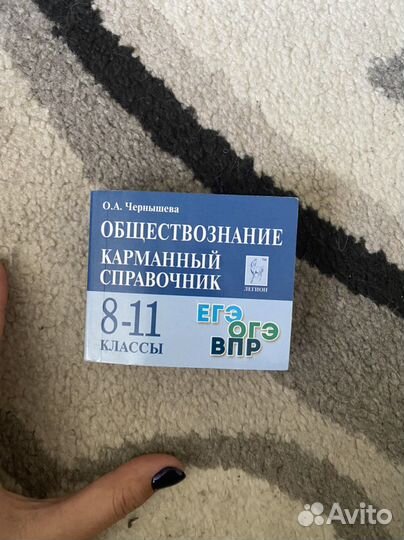 О.А. Чернышева
ОБЩЕСТВОЗНАНИЕ
КАРМАННЫЙ
СПРАВОЧНИК
ЛЕГИОН
8-11
КЛАССЫ
ЕГЭ
ОГЭ
ВПР
Avito